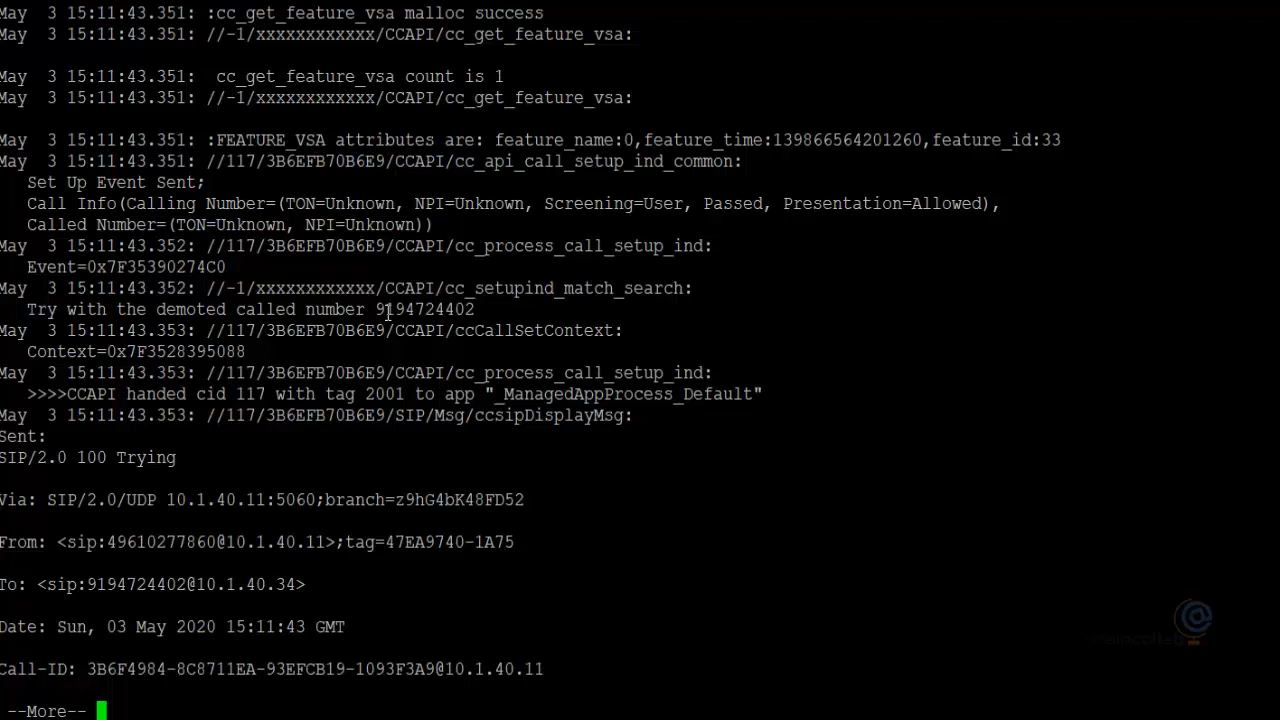 May  3 15:11:43.351: :cc_get_feature_vsa malloc success
May  3 15:11:43.351: //-1/xxxxxxxxxxxx/CCAPI/cc_get_feature_vsa:
May  3 15:11:43.351:  cc_get_feature_vsa count is 1
May  3 15:11:43.351: //-1/xxxxxxxxxxxx/CCAPI/cc_get_feature_vsa:
May  3 15:11:43.351: :FEATURE_VSA attributes are: feature_name:0,feature_time:139866564201260,feature_id:33
May  3 15:11:43.351: //117/3B6EFB70B6E9/CCAPI/cc_api_call_setup_ind_common:
Set Up Event Sent;
Call Info(Calling Number=(TON=Unknown, NPI=Unknown, Screening=User, Passed, Presentation=Allowed),
Called Number=(TON=Unknown, NPI=Unknown))
May  3 15:11:43.352: //117/3B6EFB70B6E9/CCAPI/cc_process_call_setup_ind:
Event=0x7F35390274C0
May  3 15:11:43.352: //-1/xxxxxxxxxxxx/CCAPI/cc_setupind_match_search:
Try with the demoted called number 9194724402
May  3 15:11:43.353: //117/3B6EFB70B6E9/CCAPI/ccCallSetContext:
Context=0x7F3528395088
May  3 15:11:43.353: //117/3B6EFB70B6E9/CCAPI/cc_process_call_setup_ind:
>>>>CCAPI handed cid 117 with tag 2001 to app "_ManagedAppProcess_Default"
May  3 15:11:43.353: //117/3B6EFB70B6E9/SIP/Msg/ccsipDisplayMsg:
Sent:
SIP/2.0 100 Trying
Via: SIP/2.0/UDP 10.1.40.11:5060;branch=z9hG4bK48FD52
From: <sip:49610277860@10.1.40.11>;tag=47EA9740-1A75
To: <sip:9194724402@10.1.40.34>
Date: Sun, 03 May 2020 15:11:43 GMT
Call-ID: 3B6F4984-8C8711EA-93EFCB19-1093F3A9@10.1.40.11
--More--